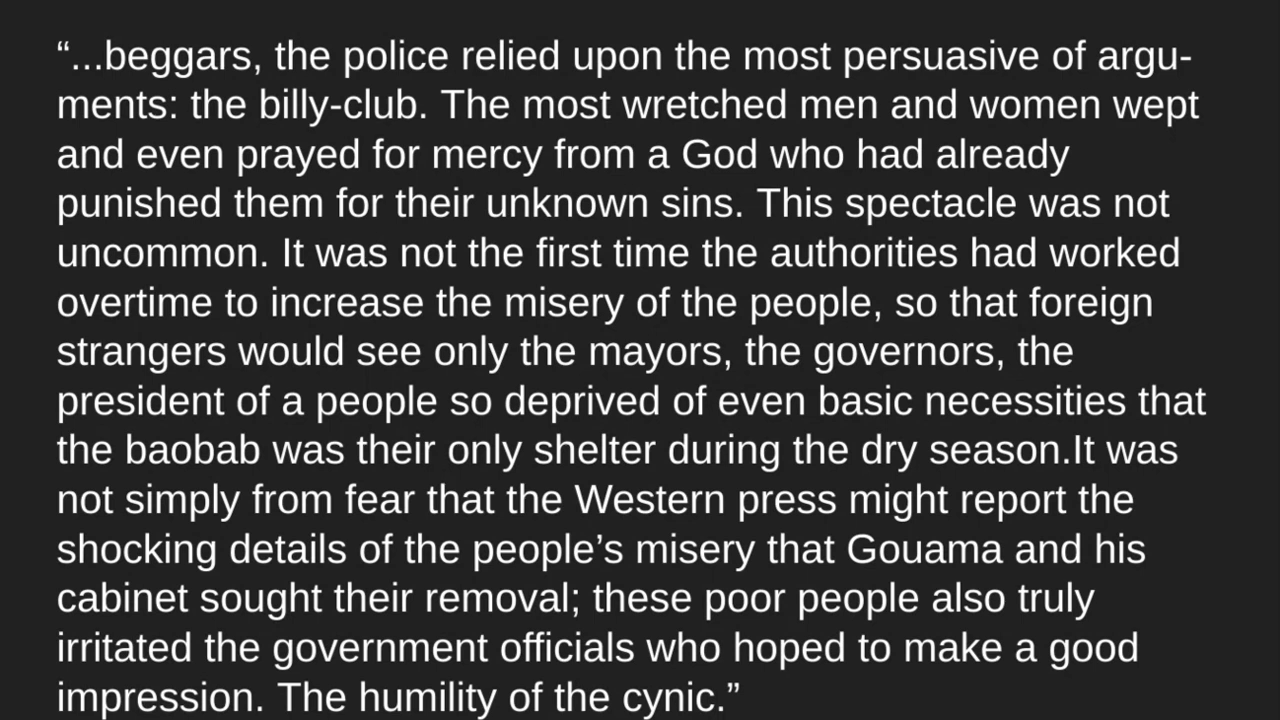 “...beggars, the police relied upon the most persuasive of argu-
ments: the billy-club. The most wretched men and women wept
and even prayed for mercy from a God who had already
punished them for their unknown sins. This spectacle was not
uncommon. It was not the first time the authorities had worked
overtime to increase the misery of the people, so that foreign
strangers would see only the mayors, the governors, the
president of a people so deprived of even basic necessities that
the baobab was their only shelter during the dry season.It was
not simply from fear that the Western press might report the
shocking details of the people’s misery that Gouama and his
cabinet sought their removal; these poor people also truly
irritated the government officials who hoped to make a good
impression. The humility of the cynic.”